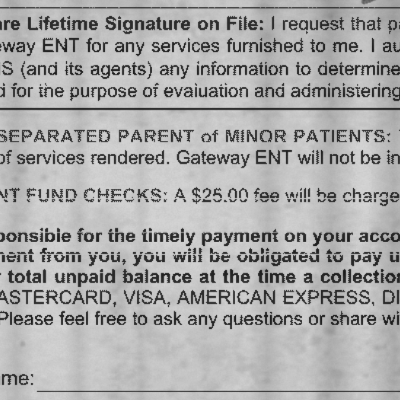 are Lifetime Signature on File: I request that pa
eway ENT for any services furnished to me. I au
IS (and its agents) any information to determine
d for the purpose of evaluation and administering
SEPARATED PARENT of MINOR PATIENTS:
of services rendered. Gateway ENT will not be in
NT FUND CHECKS: A $25.00 fee will be charge
ponsible for the timely payment on your acco
ment from you, you will be obligated to pay u
r total unpaid balance at the time a collection
ASTERCARD, VISA, AMERICAN EXPRESS, DI
Please feel free to ask any questions or share wi
me: